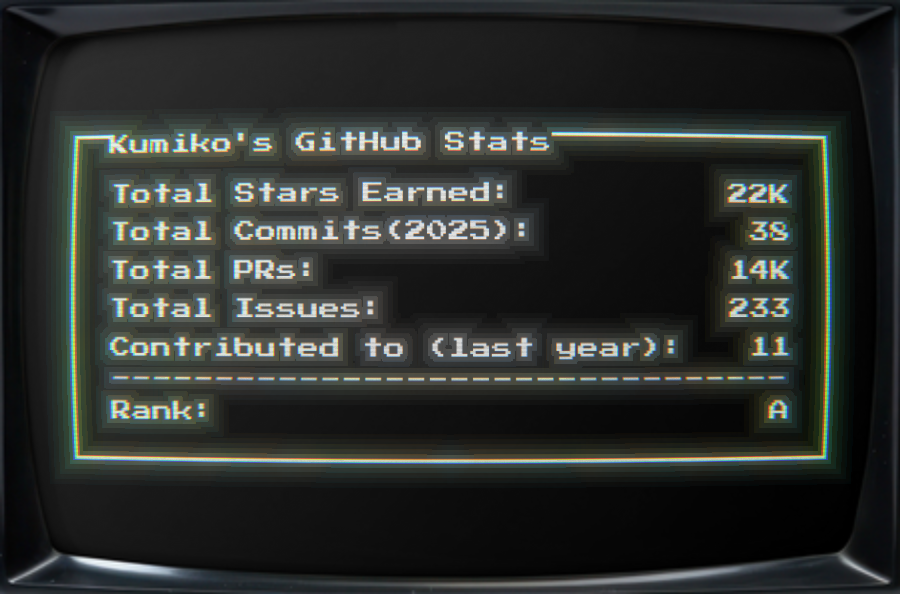 Kumiko's GitHub Stats
Total Stars Earned: 22K
Total Commits(2025): 38
Total PRs: 14K
Total Issues: 233
Contributed to (last year): 11
---------------------------------
Rank: A